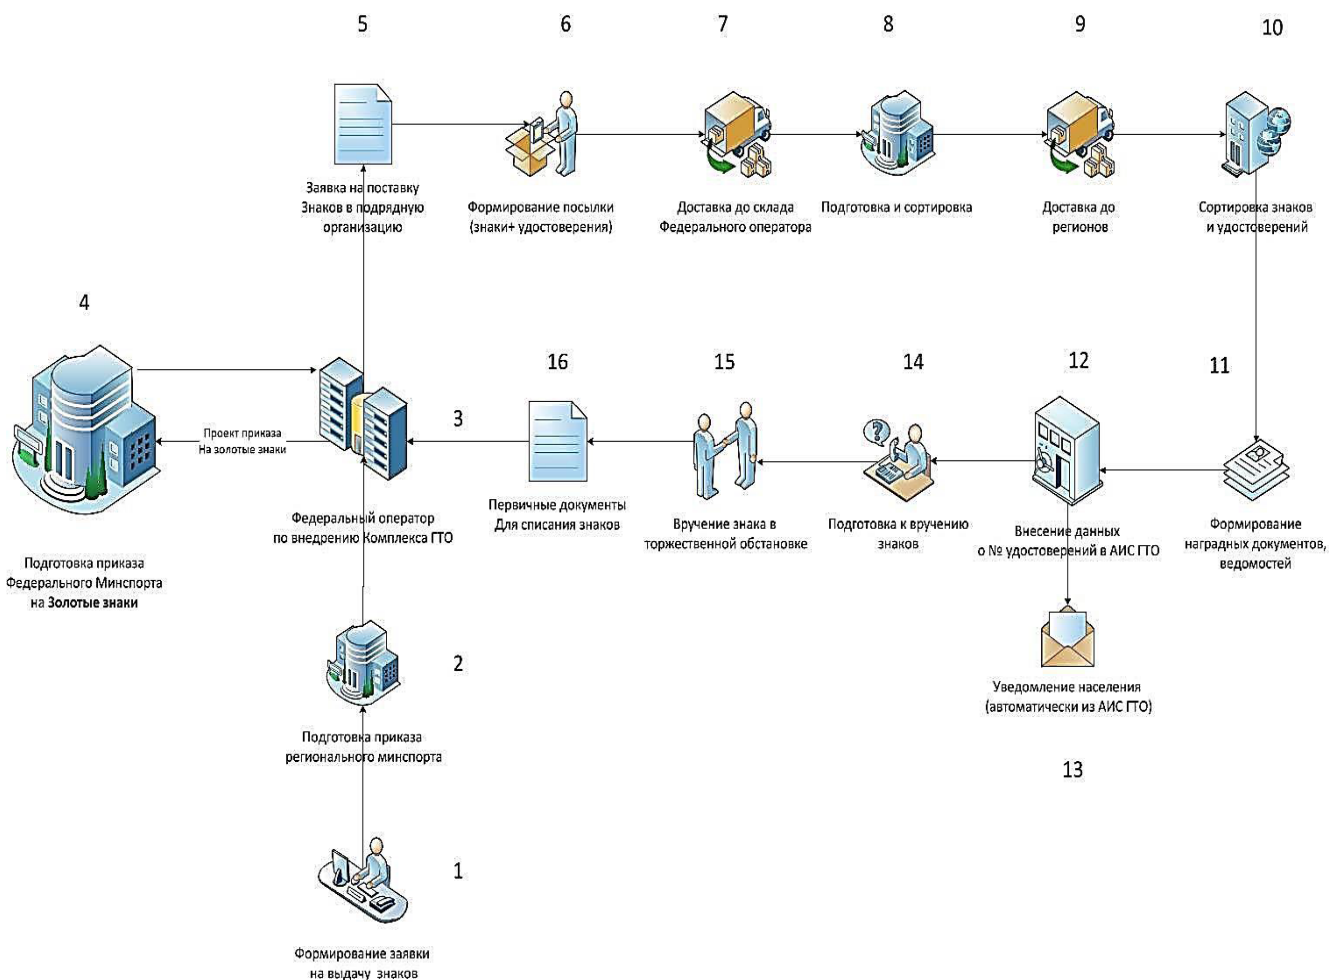 5
6
7
8
9
10
Заявка на поставку
Знаков в подрядную
организацию
Формирование посылки
(знаки+ удостоверения)
Доставка до склада
Федерального оператора
Подготовка и сортировка
Доставка до
регионов
Сортировка знаков
и удостоверений
4
Подготовка приказа
Федерального Минспорта
на Золотые знаки
Проект приказа
На золотые знаки
3
Федеральный оператор
по внедрению Комплекса ГТО
16
Первичные документы
Для списания знаков
15
Вручение знака в
торжественной обстановке
14
Подготовка к вручению
знаков
12
Внесение данных
о № удостоверений в АИС ГТО
11
Формирование
наградных документов,
ведомостей
Уведомление населения
(автоматически из АИС ГТО)
13
2
Подготовка приказа
регионального минспорта
1
Формирование заявки
на выдачу знаков